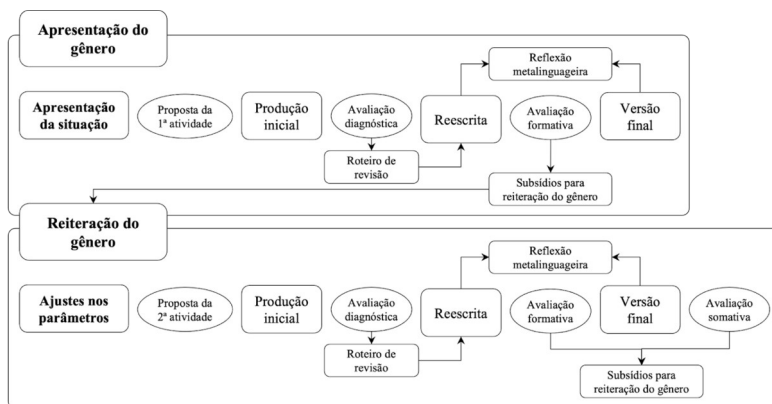 Apresentação do
gênero
Reflexão
metalinguageira
Apresentação
da situação
Proposta da
1ª atividade
Produção
inicial
Avaliação
diagnóstica
Reescrita
Avaliação
formativa
Versão
final
Roteiro de
revisão
Subsídios para
reiteração do gênero
Reiteração do
gênero
Reflexão
metalinguageira
Ajustes nos
parâmetros
Proposta da
2ª atividade
Produção
inicial
Avaliação
diagnóstica
Reescrita
Avaliação
formativa
Versão
final
Avaliação
somativa
Roteiro de
revisão
Subsídios para
reiteração do gênero